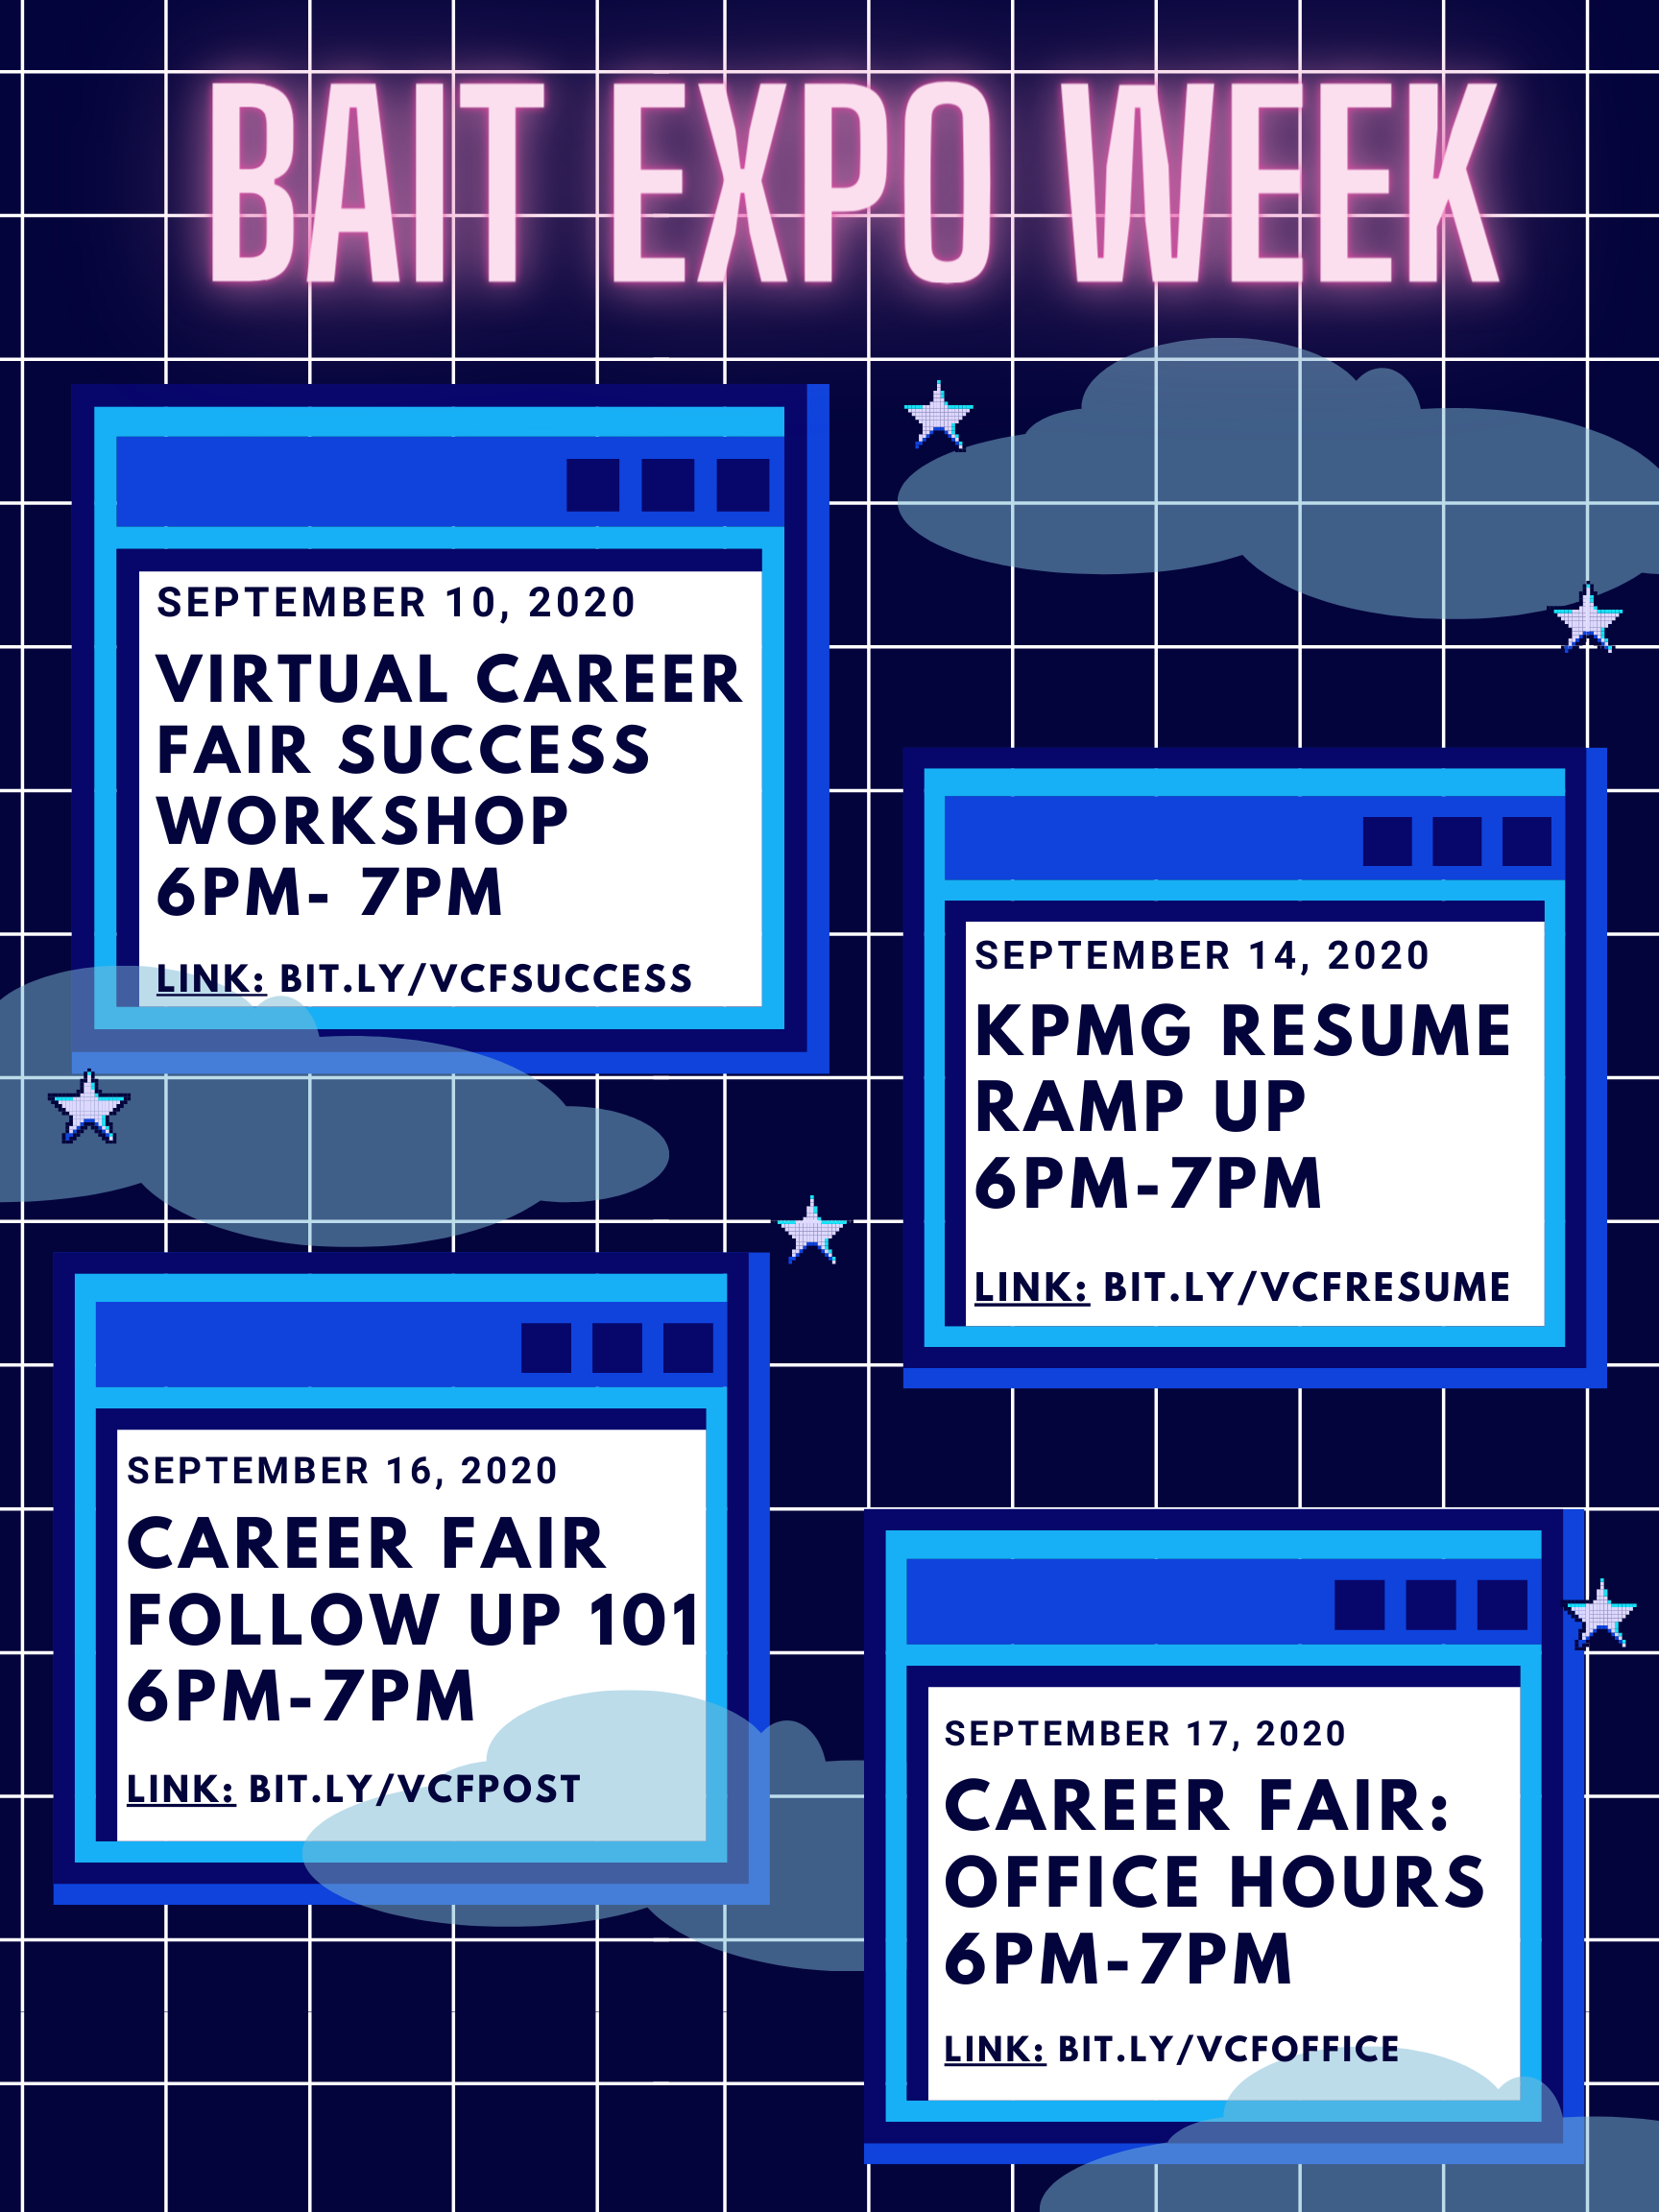 BAIT EXPO WEEK
SEPTEMBER 10, 2020
VIRTUAL CAREER
FAIR SUCCESS
WORKSHOP
6PM- 7PM
LINK: BIT.LY/VCFSUCCESS
SEPTEMBER 14, 2020
KPMG RESUME
RAMP UP
6PM-7PM
LINK: BIT.LY/VCFRESUME
SEPTEMBER 16, 2020
CAREER FAIR
FOLLOW UP 101
6PM-7PM
LINK: BIT.LY/VCFPOST
SEPTEMBER 17, 2020
CAREER FAIR:
OFFICE HOURS
6PM-7PM
LINK: BIT.LY/VCFOFFICE